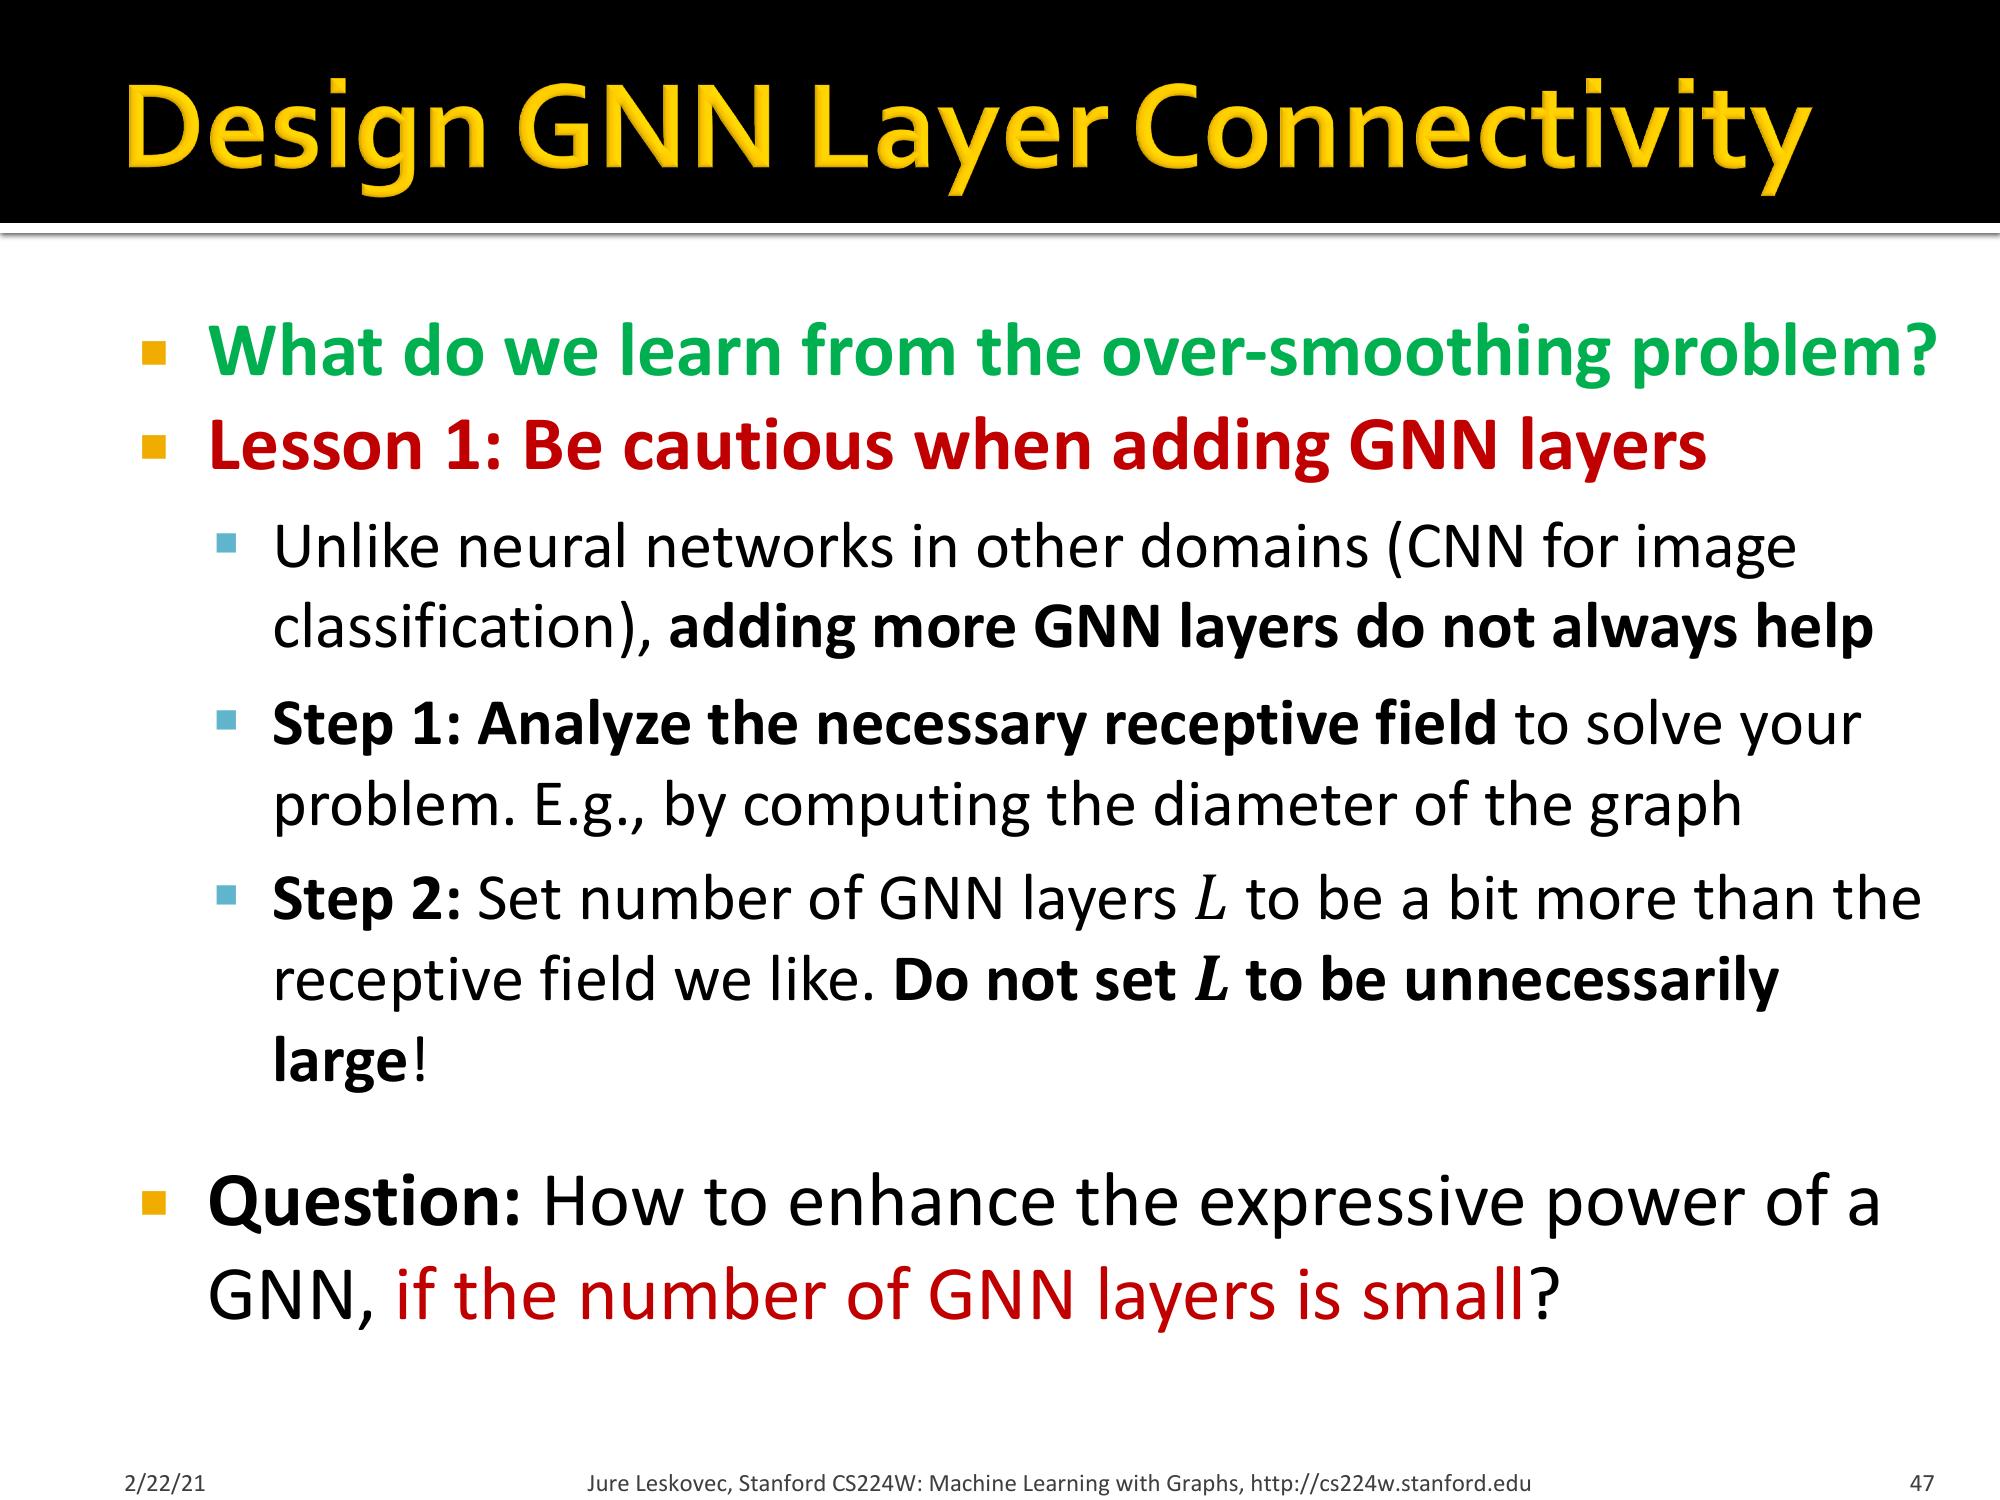 Design GNN Layer Connectivity
What do we learn from the over-smoothing problem?
Lesson 1: Be cautious when adding GNN layers
Unlike neural networks in other domains (CNN for image
classification), adding more GNN layers do not always help
Step 1: Analyze the necessary receptive field to solve your
problem. E.g., by computing the diameter of the graph
Step 2: Set number of GNN layers L to be a bit more than the
receptive field we like. Do not set L to be unnecessarily
large!
Question: How to enhance the expressive power of a
GNN, if the number of GNN layers is small?
2/22/21
Jure Leskovec, Stanford CS224W: Machine Learning with Graphs, http://cs224w.stanford.edu
47